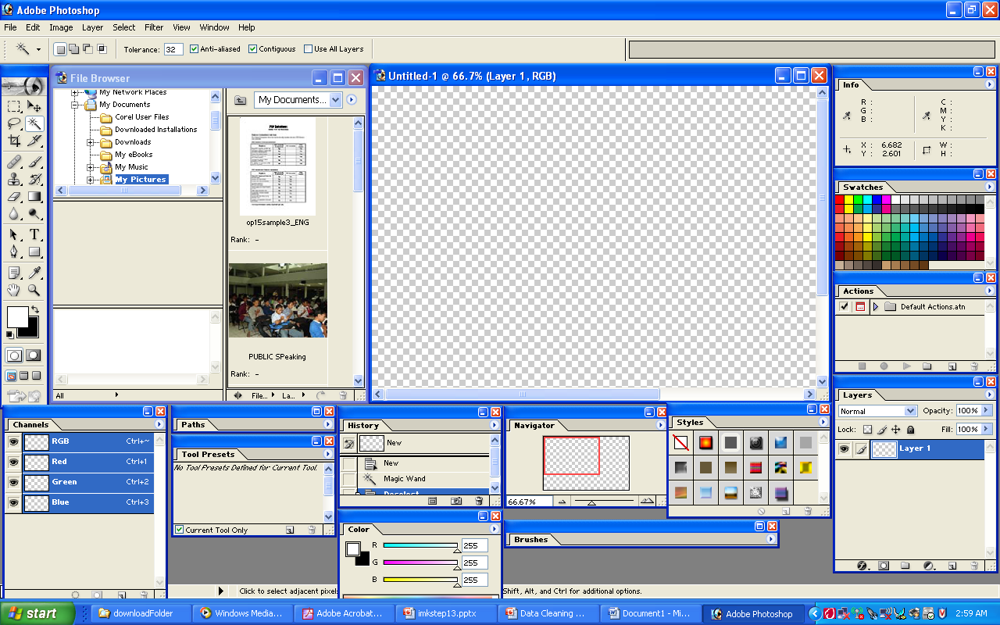 Adobe Photoshop
File Edit Image Layer Select Filter View Window Help
Tolerance: 32 Anti-aliased Contiguous Use All Layers
File Browser
My Network Places
My Documents
Corel User Files
Downloaded Installations
Downloads
My eBooks
My Music
My Pictures
All
My Documents...
PDF Solutions
op15sample3_ENG
Rank: –
PUBLIC SPeaking
Rank: –
File... La...
Untitled-1 @ 66.7% (Layer 1, RGB)
Info
R :
G :
B :
C :
M :
Y :
K :
X : 6.682
Y : 2.601
W :
H :
Swatches
Actions
Default Actions.atn
Layers
Normal Opacity: 100%
Lock: Fill: 100%
Layer 1
Channels
RGB Ctrl+~
Red Ctrl+1
Green Ctrl+2
Blue Ctrl+3
Paths
Tool Presets
No Tool Presets Defined for Current Tool.
Current Tool Only
History
New
New
Magic Wand
Deselect
Navigator
66.67%
Styles
Color
R 255
G 255
B 255
Brushes
Click to select adjacent pixels
Shift, Alt, and Ctrl for additional options.
start
downloadFolder
Windows Media...
Adobe Acrobat...
imkstep13.pptx
Data Cleaning ...
Document1 - Mi...
Adobe Photoshop
2:59 AM